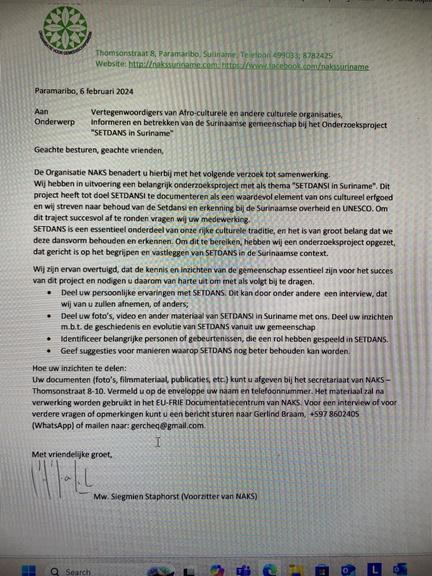 Thomsonstraat 8, Paramaribo, Suriname, Telefoon 499033; 8782425
Website: http://nakssuriname.com; https://www.facebook.com/nakssuriname
Paramaribo, 6 februari 2024
Aan Vertegenwoordigers van Afro-culturele en andere culturele organisaties,
Onderwerp Informeren en betrekken van de Surinaamse gemeenschap bij het Onderzoeksproject
"SETDANS in Suriname"
Geachte besturen, geachte vrienden,
De Organisatie NAKS benadert u hierbij met het volgende verzoek tot samenwerking.
Wij hebben in uitvoering een belangrijk onderzoeksproject met als thema "SETDANSI in Suriname". Dit
project heeft tot doel SETDANSI te documenteren als een waardevol element van ons cultureel erfgoed
en wij streven naar behoud van de Setdansi en erkenning bij de Surinaamse overheid en UNESCO. Om
dit traject succesvol af te ronden vragen wij uw medewerking.
SETDANS is een essentieel onderdeel van onze rijke culturele traditie, en het is van groot belang dat we
deze dansvorm behouden en erkennen. Om dit te bereiken, hebben wij een onderzoeksproject opgezet,
dat gericht is op het begrijpen en vastleggen van SETDANS in de Surinaamse context.
Wij zijn ervan overtuigd, dat de kennis en inzichten van de gemeenschap essentieel zijn voor het succes
van dit project en nodigen u daarom van harte uit om met als volgt bij te dragen.
• Deel uw persoonlijke ervaringen met SETDANS. Dit kan door onder andere een interview, dat
wij van u zullen afnemen, of anders;
• Deel uw foto's, video en ander materiaal van SETDANSI in Suriname met ons. Deel uw inzichten
m.b.t. de geschiedenis en evolutie van SETDANS vanuit uw gemeenschap
• Identificeer belangrijke personen of gebeurtenissen, die een rol hebben gespeeld in SETDANS.
• Geef suggesties voor manieren waarop SETDANS nog beter behouden kan worden.
Hoe uw inzichten te delen:
Uw documenten (foto's, filmmateriaal, publicaties, etc.) kunt u afgeven bij het secretariaat van NAKS –
Thomsonstraat 8-10. Vermeld u op de enveloppe uw naam en telefoonnummer. Het materiaal zal na
verwerking worden gebruikt in het EU-FRIE Documentatiecentrum van NAKS. Voor een interview of voor
verdere vragen of opmerkingen kunt u een bericht sturen naar Gerlind Braam, +597 8602405
(WhatsApp) of mailen naar: gercheq@gmail.com.
Met vriendelijke groet,
Mw. Siegmien Staphorst (Voorzitter van NAKS)
Search